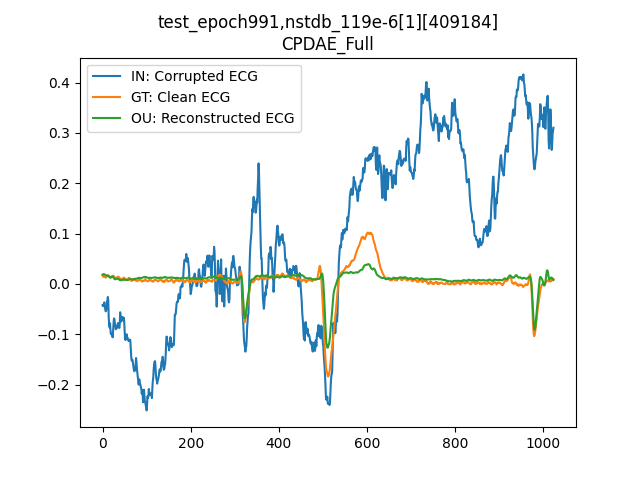 test_epoch991,nstdb_119e-6[1][409184]
CPDAE_Full
IN: Corrupted ECG
GT: Clean ECG
OU: Reconstructed ECG
0.4
0.3
0.2
0.1
0.0
−0.1
−0.2
0 200 400 600 800 1000